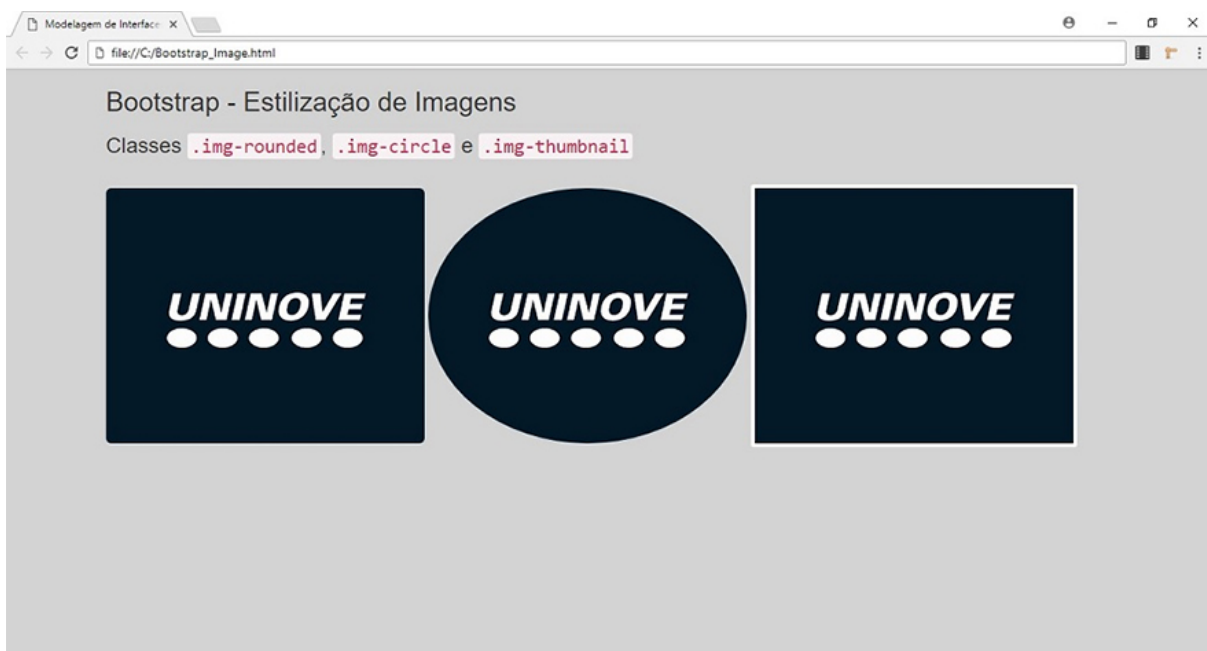 Modelagem de Interface
file://C:/Bootstrap_Image.html
Bootstrap - Estilização de Imagens
Classes .img-rounded, .img-circle e .img-thumbnail
UNINOVE
UNINOVE
UNINOVE